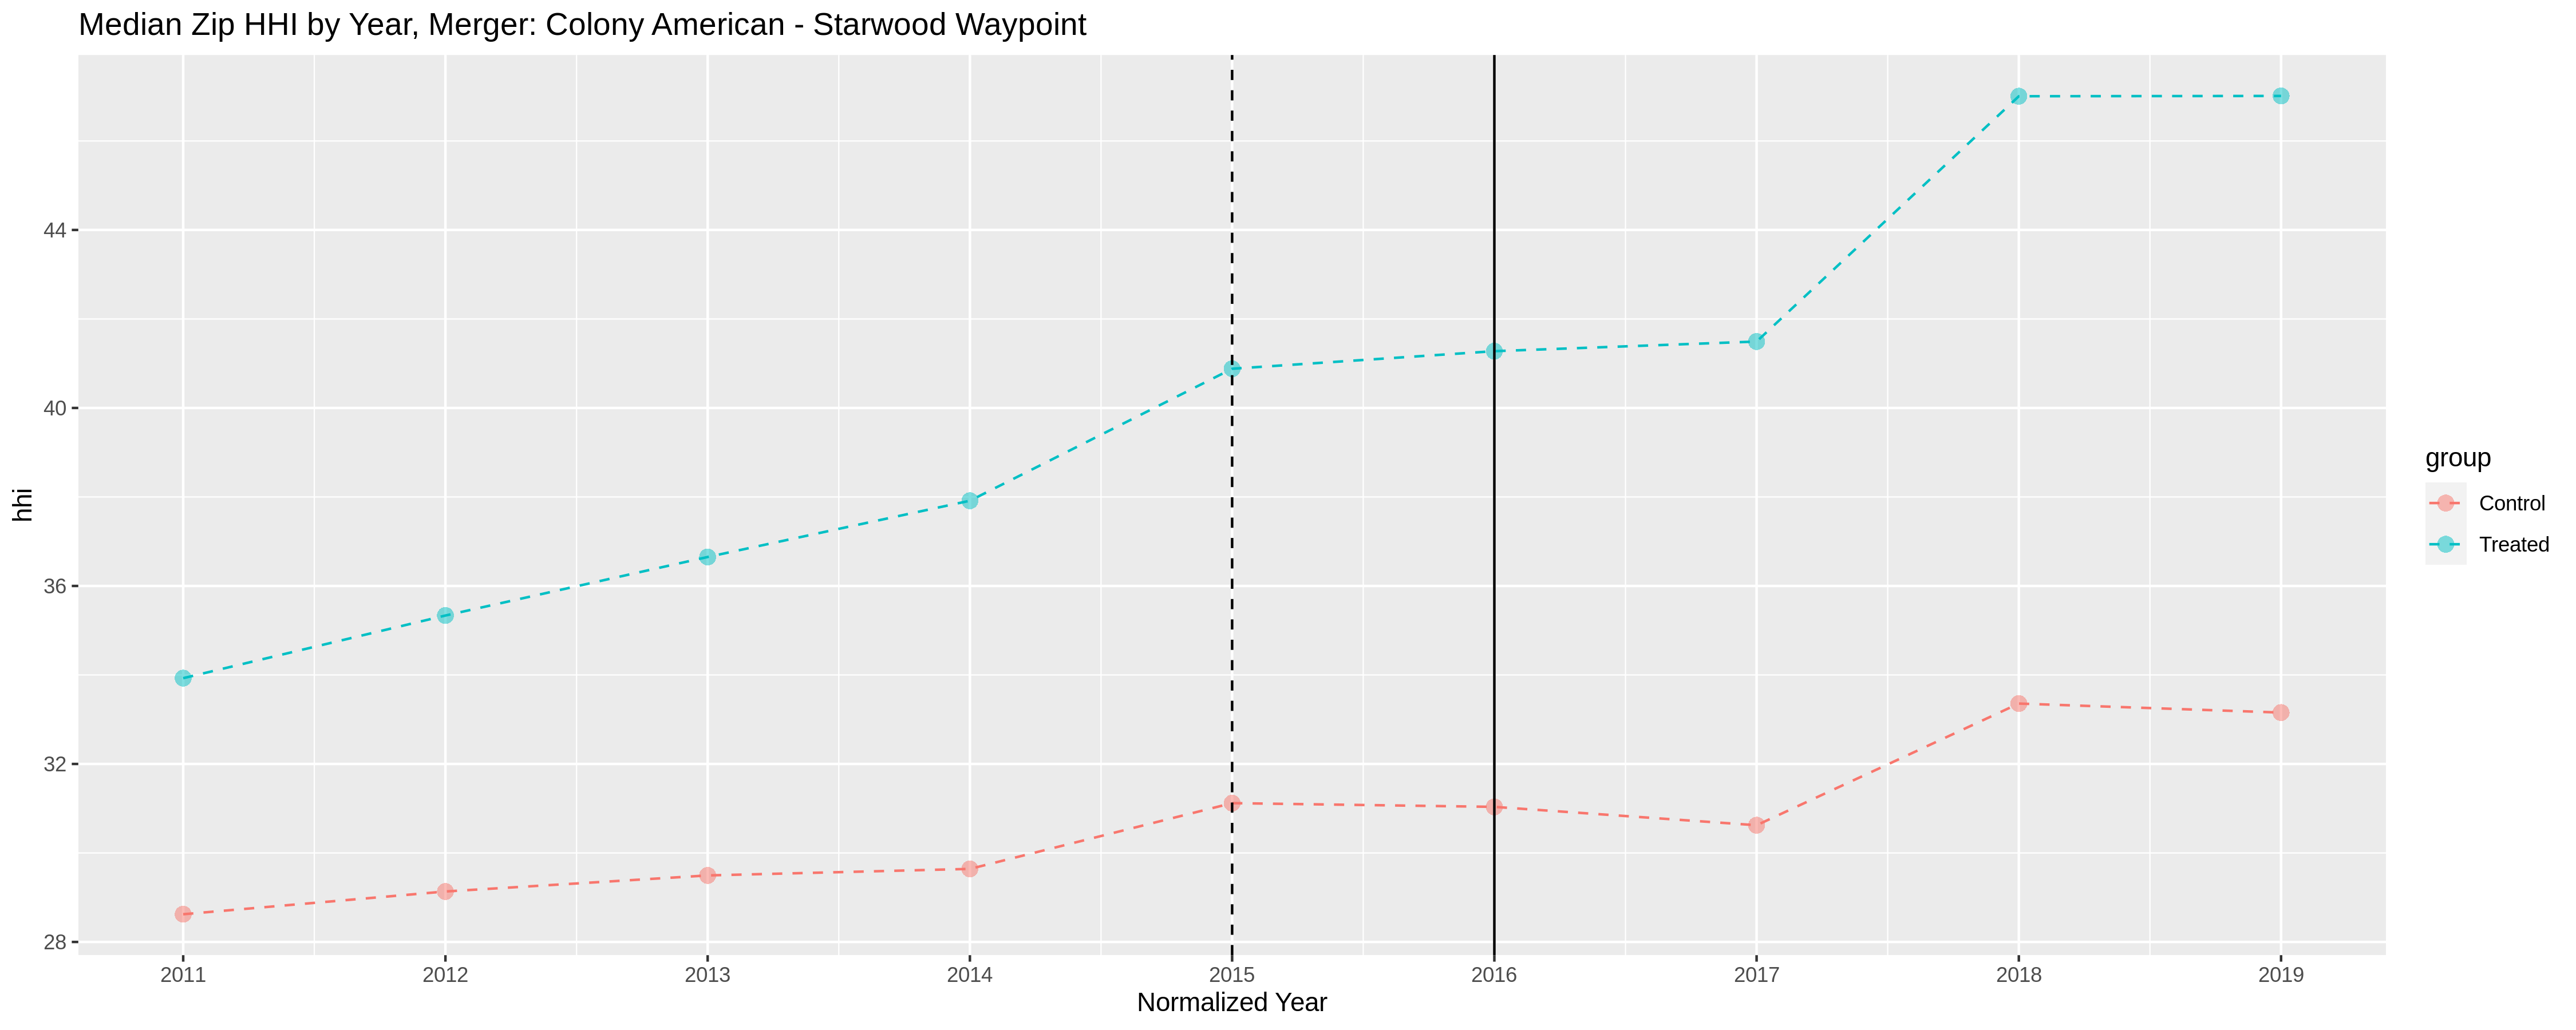 Median Zip HHI by Year, Merger: Colony American - Starwood Waypoint
44
40
36
32
28
hhi
2011 2012 2013 2014 2015 2016 2017 2018 2019
Normalized Year
group
Control
Treated